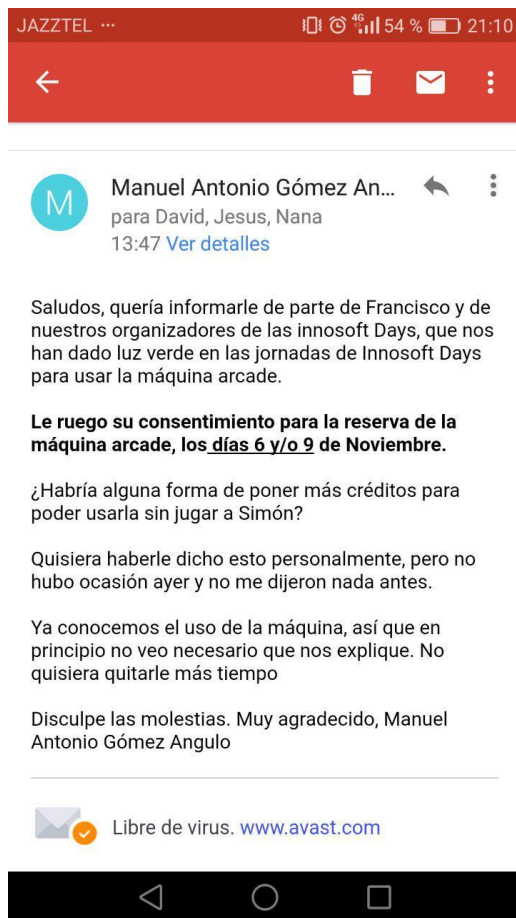 JAZZTEL ··· 4G 54 % 21:10
M
Manuel Antonio Gómez An...
para David, Jesus, Nana
13:47 Ver detalles
Saludos, quería informarle de parte de Francisco y de
nuestros organizadores de las innosoft Days, que nos
han dado luz verde en las jornadas de Innosoft Days
para usar la máquina arcade.
Le ruego su consentimiento para la reserva de la
máquina arcade, los días 6 y/o 9 de Noviembre.
¿Habría alguna forma de poner más créditos para
poder usarla sin jugar a Simón?
Quisiera haberle dicho esto personalmente, pero no
hubo ocasión ayer y no me dijeron nada antes.
Ya conocemos el uso de la máquina, así que en
principio no veo necesario que nos explique. No
quisiera quitarle más tiempo
Disculpe las molestias. Muy agradecido, Manuel
Antonio Gómez Angulo
Libre de virus. www.avast.com